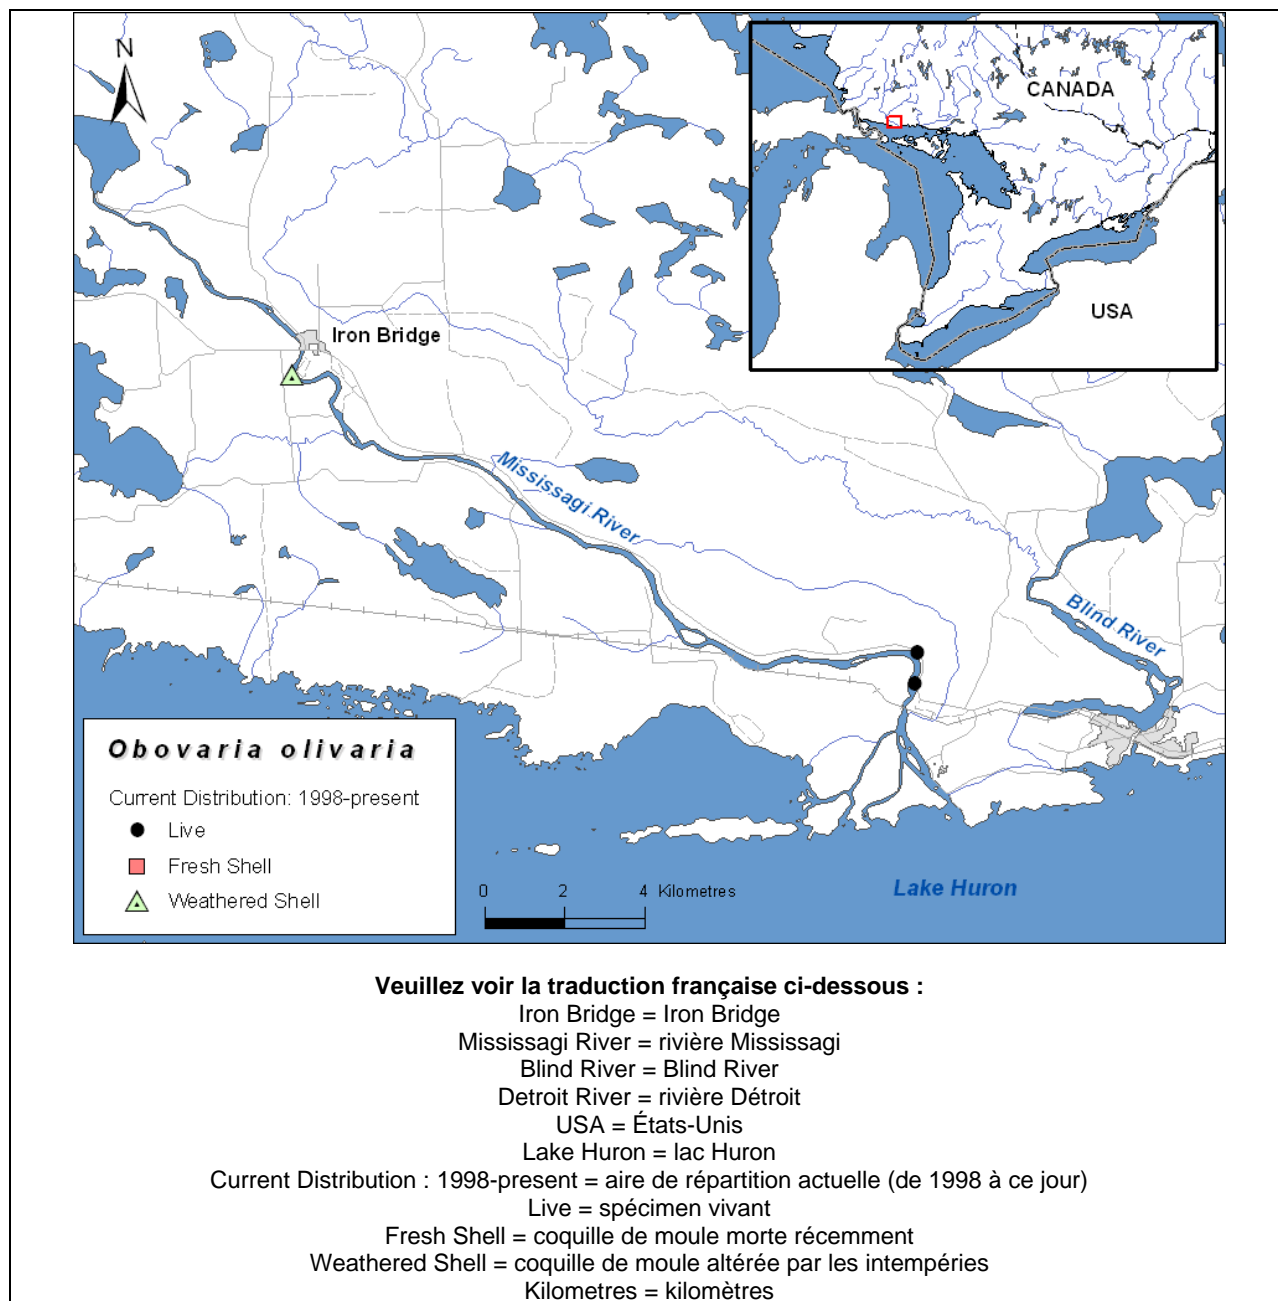 N
CANADA
USA
Iron Bridge
Mississagi River
Blind River
Obovaria olivaria
Current Distribution: 1998-present
Live
Fresh Shell
Weathered Shell
0 2 4 Kilometres
Lake Huron
Veuillez voir la traduction française ci-dessous :
Iron Bridge = Iron Bridge
Mississagi River = rivière Mississagi
Blind River = Blind River
Detroit River = rivière Détroit
USA = États-Unis
Lake Huron = lac Huron
Current Distribution : 1998-present = aire de répartition actuelle (de 1998 à ce jour)
Live = spécimen vivant
Fresh Shell = coquille de moule morte récemment
Weathered Shell = coquille de moule altérée par les intempéries
Kilometres = kilomètres